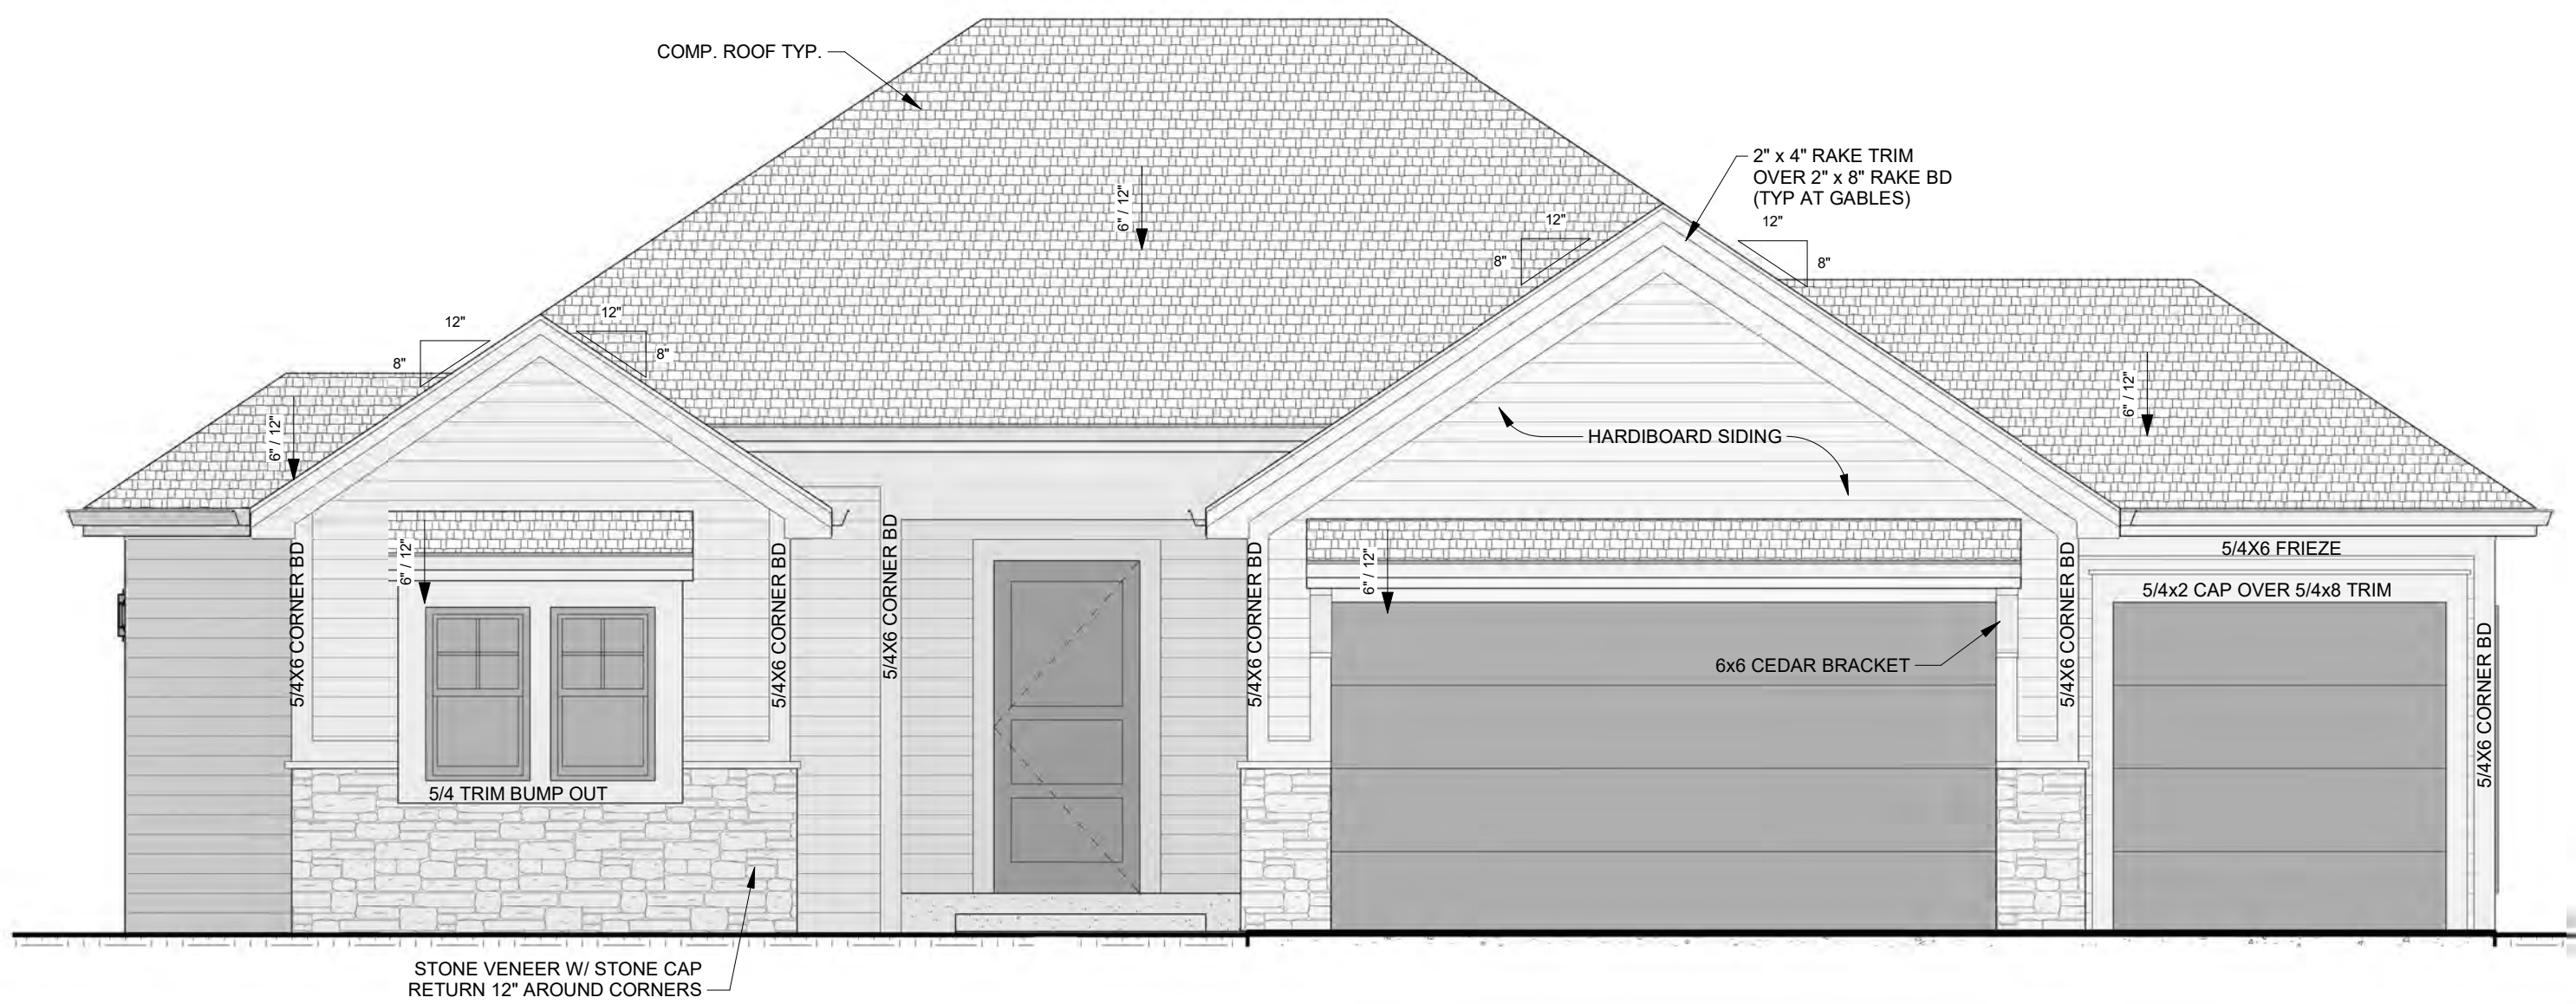 COMP. ROOF TYP.
2" x 4" RAKE TRIM
OVER 2" x 8" RAKE BD
(TYP AT GABLES)
6" / 12"
12"
8"
12"
8"
12"
8"
12"
8"
6" / 12"
6" / 12"
HARDIBOARD SIDING
5/4X6 CORNER BD
6" / 12"
5/4X6 CORNER BD
5/4X6 CORNER BD
5/4X6 CORNER BD
6" / 12"
5/4X6 CORNER BD
5/4X6 FRIEZE
5/4x2 CAP OVER 5/4x8 TRIM
5/4X6 CORNER BD
6x6 CEDAR BRACKET
5/4 TRIM BUMP OUT
STONE VENEER W/ STONE CAP
RETURN 12" AROUND CORNERS